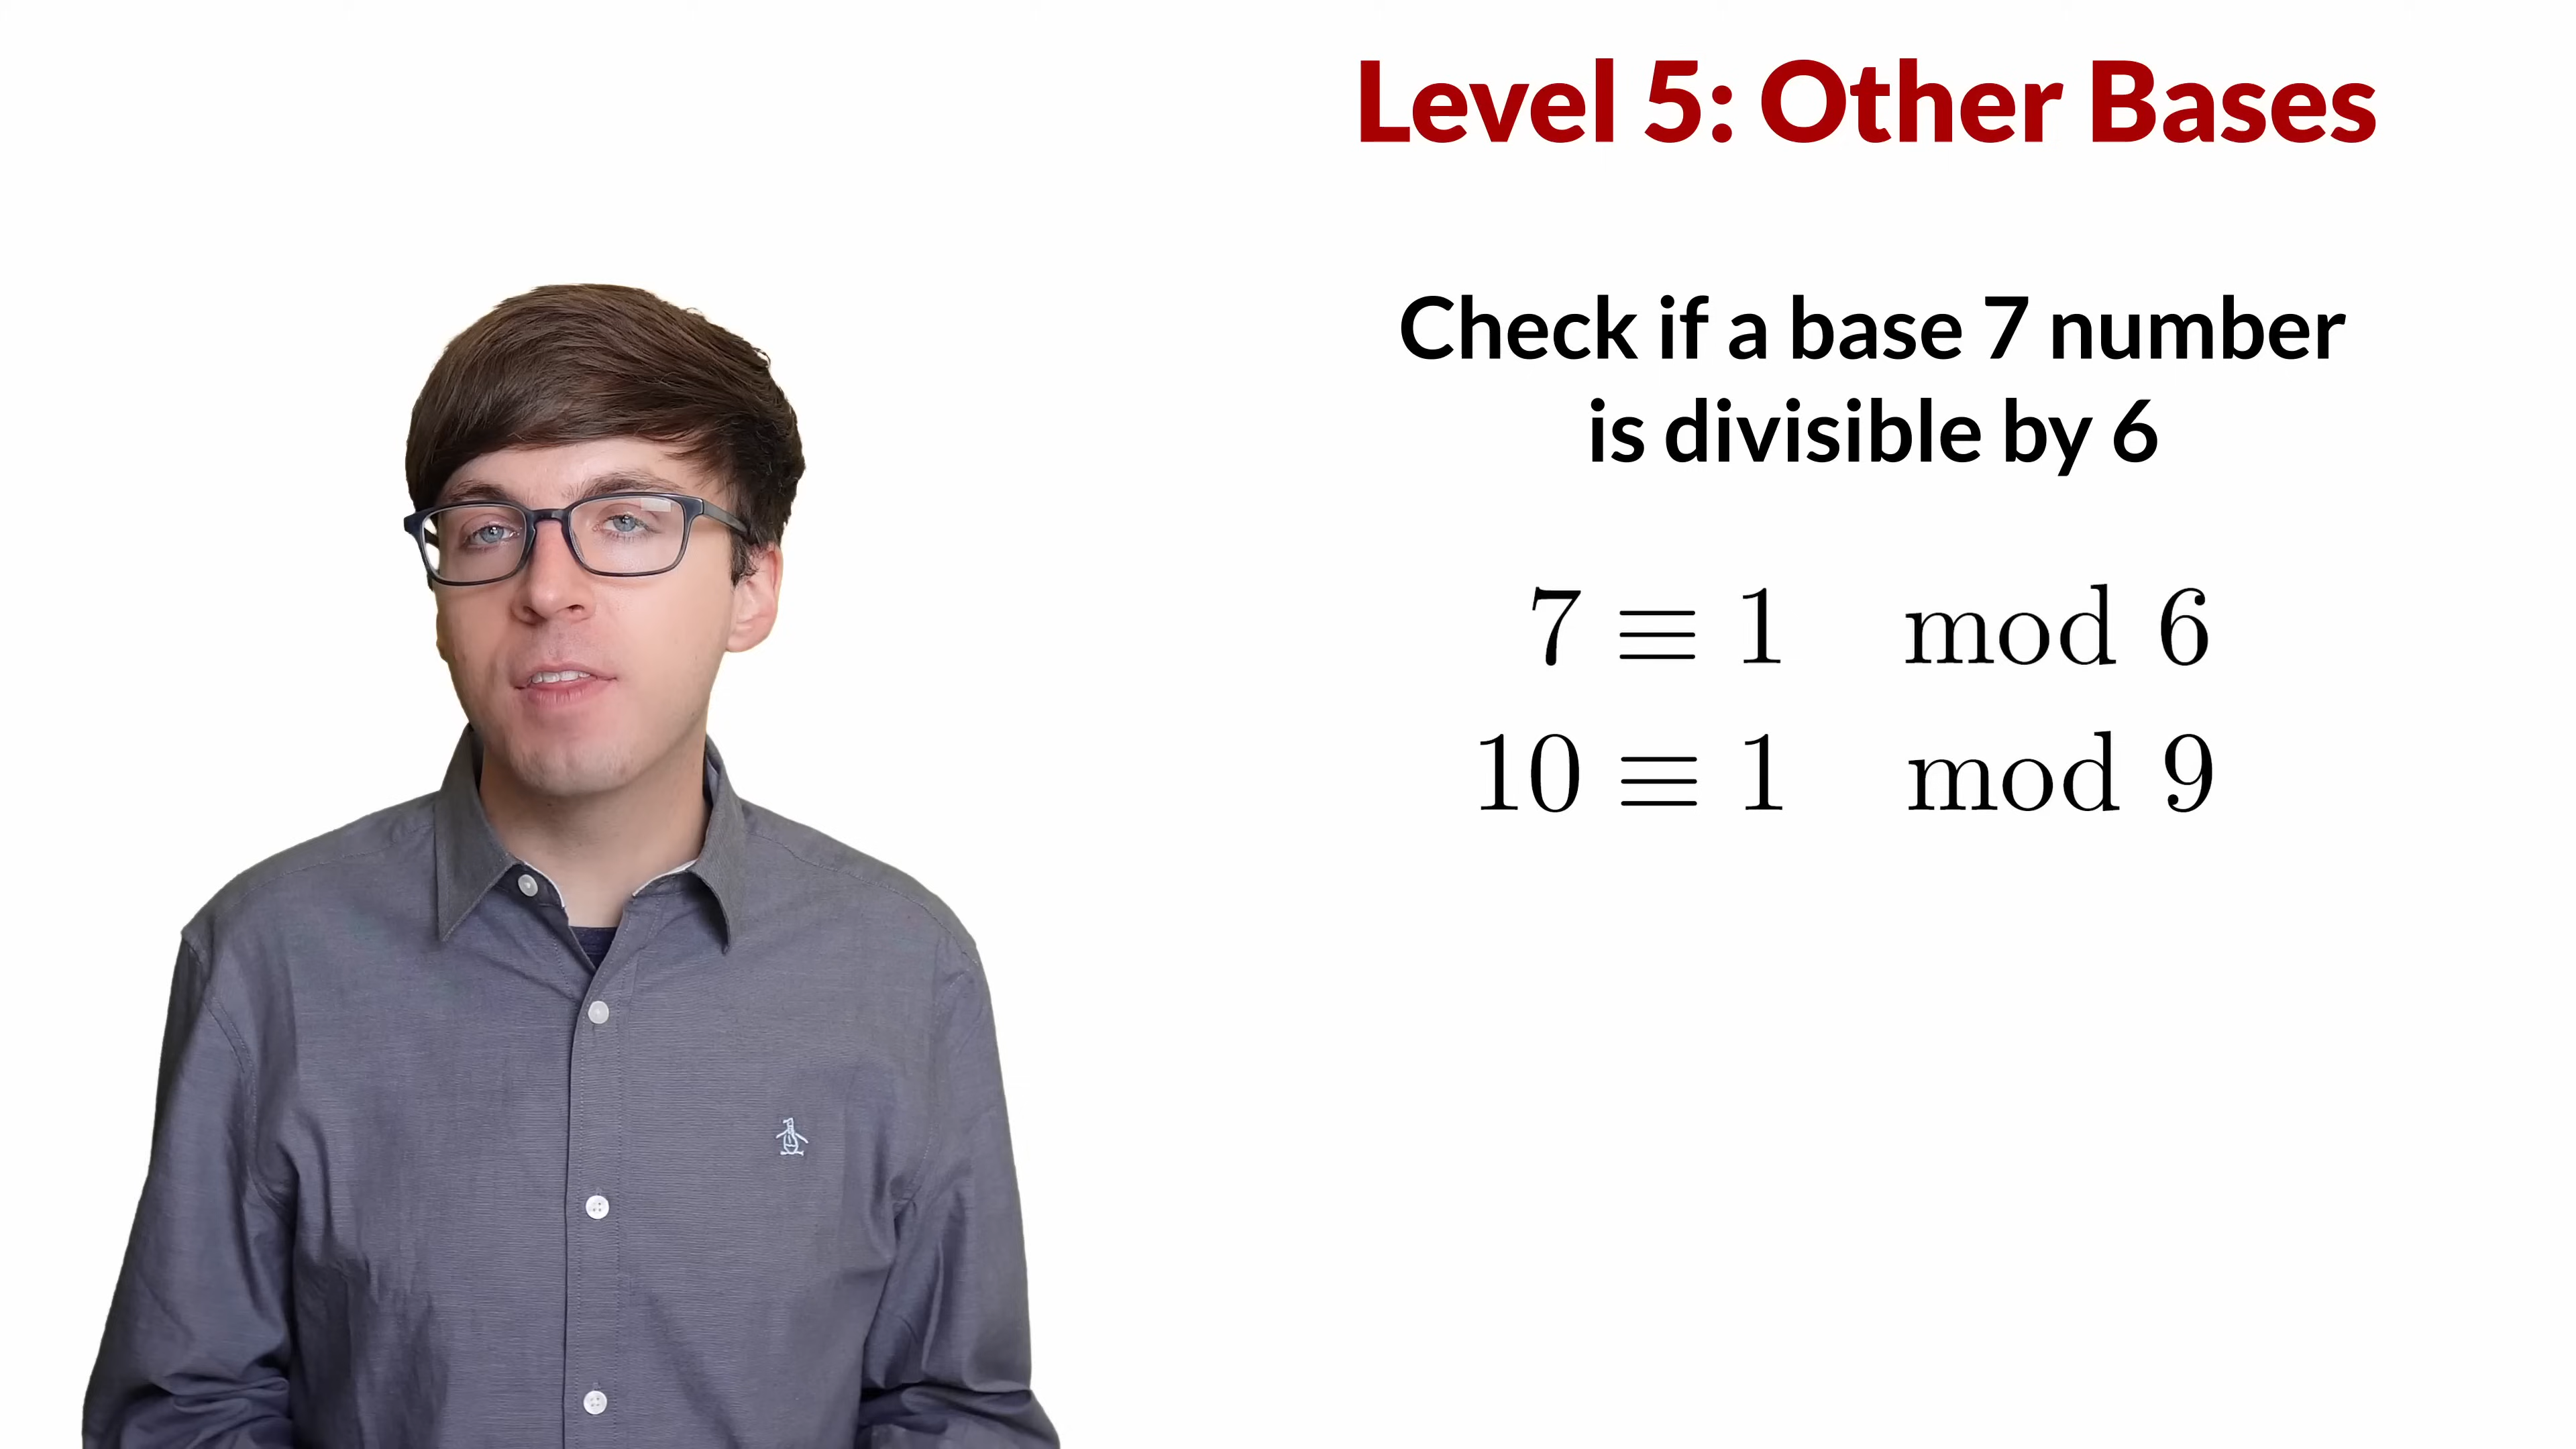 Level 5: Other Bases
Check if a base 7 number
is divisible by 6
7 ≡ 1 mod 6
10 ≡ 1 mod 9